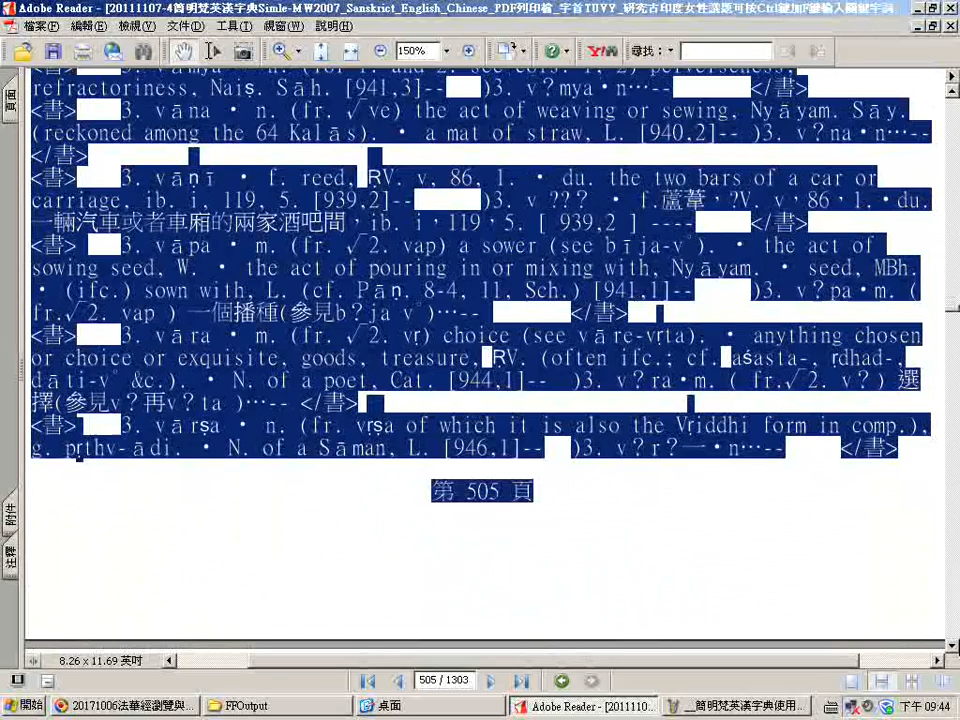 Adobe Reader - [20111107-4簡明梵英漢字典Simle-MW2007_Sanskrict_English_Chinese_PDF列印檔_字首TUVY_研究古印度女性議題可按Ctrl鍵加F鍵輸入關鍵字詞
檔案(F) 編輯(E) 檢視(V) 文件(D) 工具(T) 視窗(W) 說明(H)
150% 尋找：
頁面
refractoriness, Naiṣ. Sāh. [941,3]-- )3. v?mya•n…-- </書>
<書> 3. vāna • n. (fr. √ve) the act of weaving or sewing, Nyāyam. Sāy.
(reckoned among the 64 Kalās). • a mat of straw, L. [940,2]-- )3. v?na•n…--
</書>
<書> 3. vāṇī • f. reed, ṚV. v, 86, 1. • du. the two bars of a car or
carriage, ib. i, 119, 5. [939,2]-- )3. v ??? • f.蘆葦，?V. v，86，1.•du.
一輛汽車或者車廂的兩家酒吧間，ib. i，119，5. [ 939,2 ] ---- </書>
<書> 3. vāpa • m. (fr. √2. vap) a sower (see bīja-v°). • the act of
sowing seed, W. • the act of pouring in or mixing with, Nyāyam. • seed, MBh.
• (ifc.) sown with, L. (cf. Pāṇ. 8-4, 11, Sch.) [941,1]-- )3. v?pa•m. (
fr.√2. vap ) 一個播種(參見b？ja v°)…-- </書>
<書> 3. vāra • m. (fr. √2. vṛ) choice (see vāre-vṛta). • anything chosen
or choice or exquisite, goods, treasure, ṚV. (often ifc.; cf. aśasta-, ṛdhad-,
dāti-v° &c.). • N. of a poet, Cat. [944,1]-- )3. v?ra•m. ( fr.√2. v？) 選
擇(參見v？再v？ta )…-- </書>
<書> 3. vārṣa • n. (fr. vṛṣa of which it is also the Vṛiddhi form in comp.),
g. pṛthv-ādi. • N. of a Sāman, L. [946,1]-- )3. v?r？一•n…-- </書>
第 505 頁
附件
注釋
8.26 x 11.69 英吋
505 / 1303
開始 20171006法華經瀏覽與... FFOutput 桌面 Adobe Reader - [2011110... __簡明梵英漢字典使用... 下午 09:44